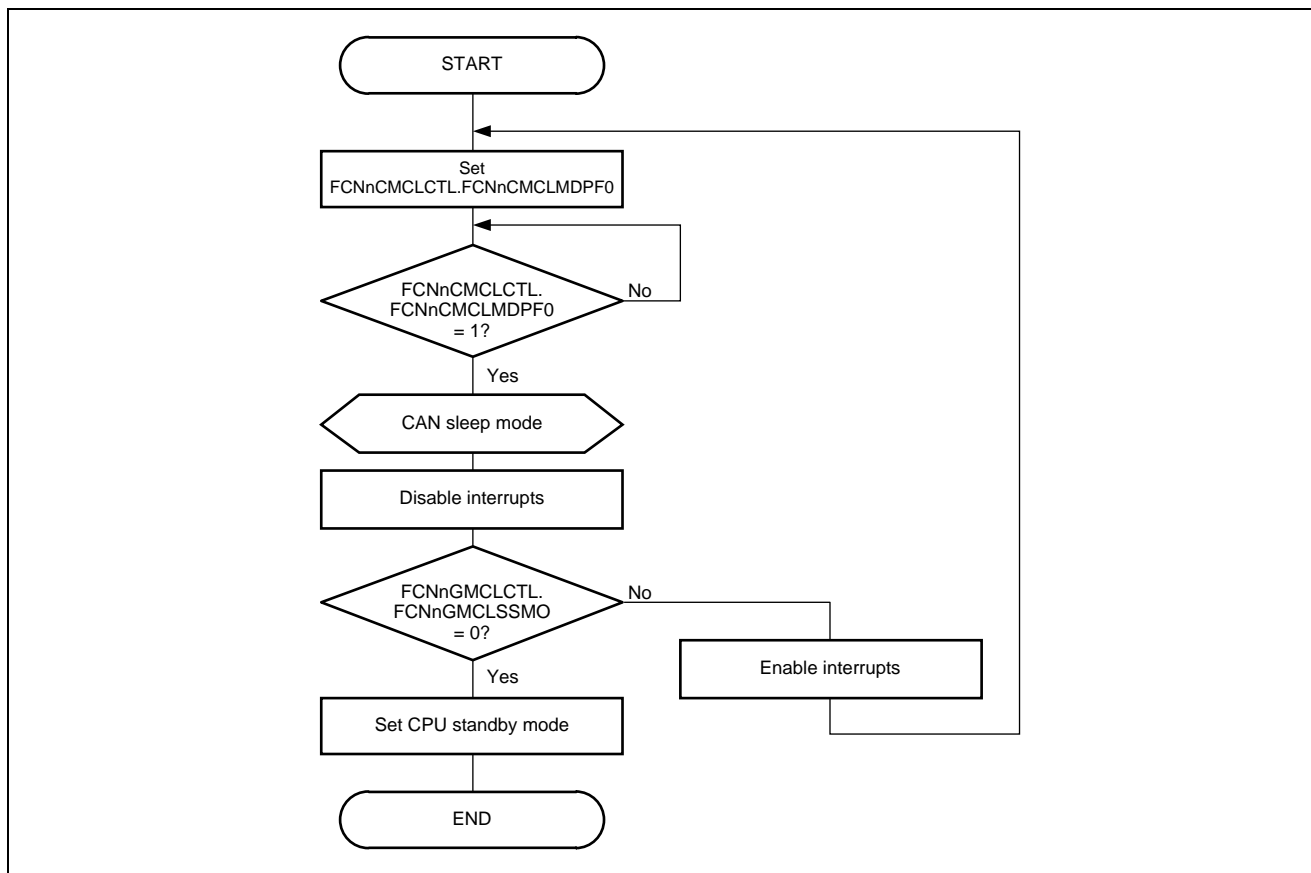 START
Set
FCNnCMCLCTL.FCNnCMCLMDPF0
FCNnCMCLCTL.
FCNnCMCLMDPF0
= 1?
No
Yes
CAN sleep mode
Disable interrupts
FCNnGMCLCTL.
FCNnGMCLSSMO
= 0?
No
Yes
Enable interrupts
Set CPU standby mode
END